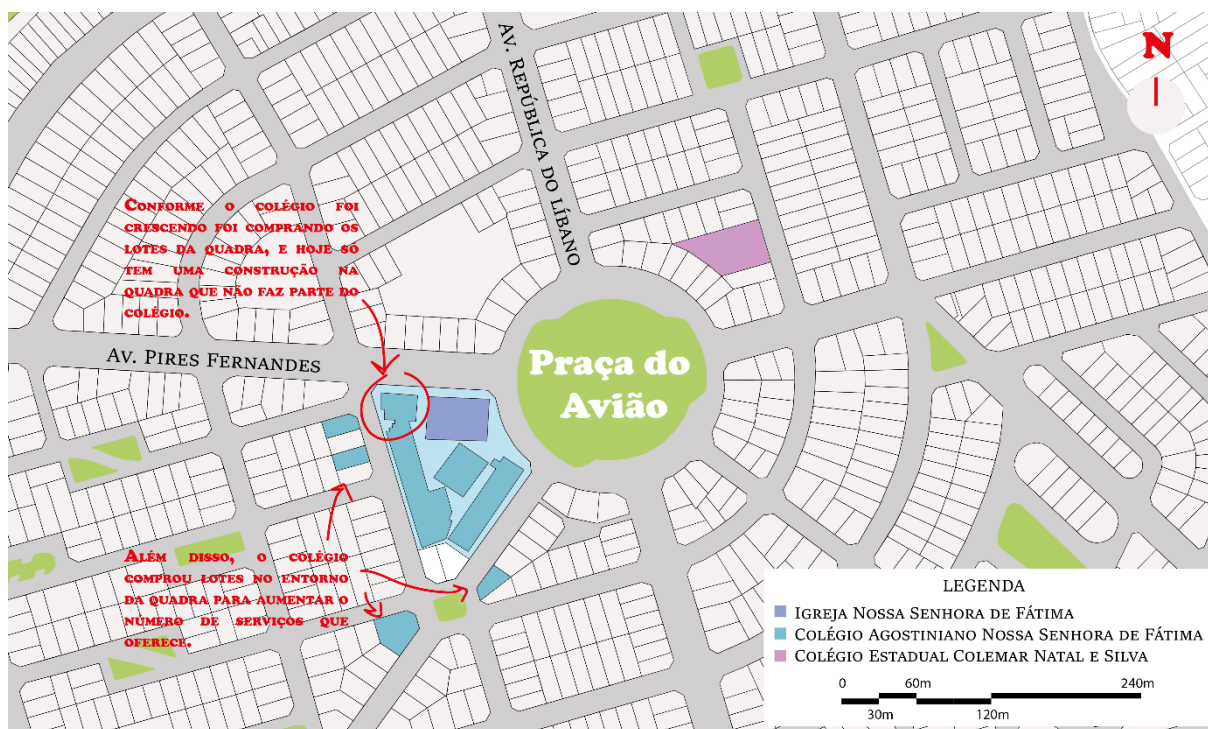 AV. REPÚBLICA DO LÍBANO
N
CONFORME O COLÉGIO FOI
CRESCENDO FOI COMPRANDO OS
LOTES DA QUADRA, E HOJE SÓ
TEM UMA CONSTRUÇÃO NA
QUADRA QUE NÃO FAZ PARTE DO
COLÉGIO.
AV. PIRES FERNANDES
Praça do
Avião
ALÉM DISSO, O COLÉGIO
COMPROU LOTES NO ENTORNO
DA QUADRA PARA AUMENTAR O
NÚMERO DE SERVIÇOS QUE
OFERECE.
LEGENDA
IGREJA NOSSA SENHORA DE FÁTIMA
COLÉGIO AGOSTINIANO NOSSA SENHORA DE FÁTIMA
COLÉGIO ESTADUAL COLEMAR NATAL E SILVA
0 60m 240m
30m 120m